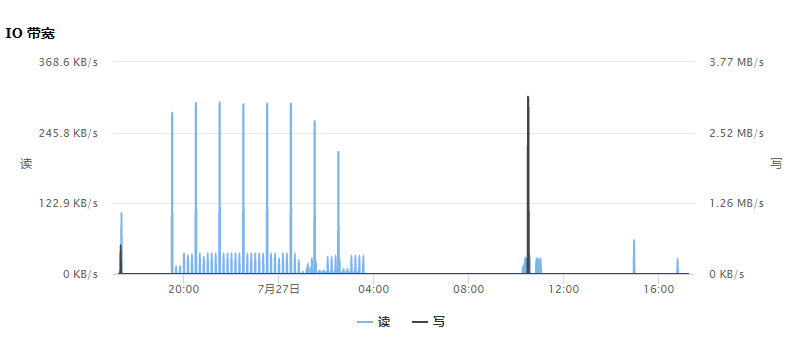 IO 带宽
368.6 KB/s 3.77 MB/s
245.8 KB/s 2.52 MB/s
读 写
122.9 KB/s 1.26 MB/s
0 KB/s 0 KB/s
20:00 7月27日 04:00 08:00 12:00 16:00
读 写